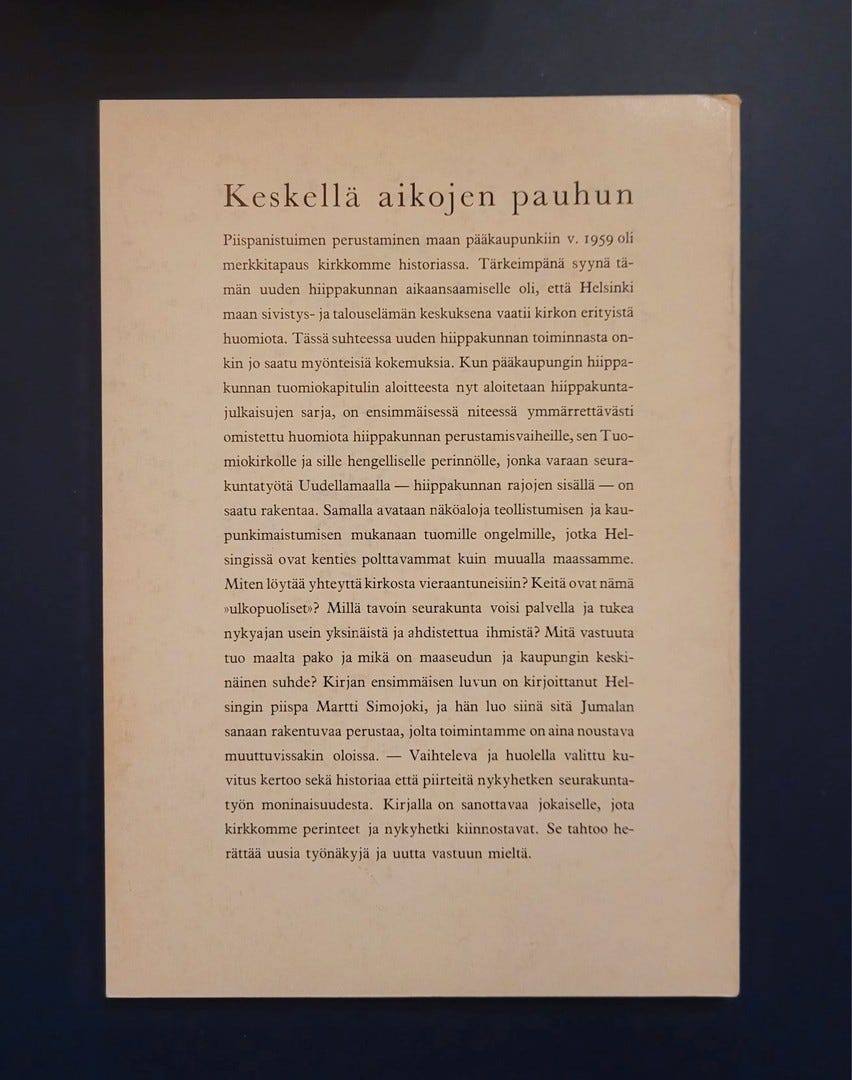 Keskellä aikojen pauhun
Piispanistuimen perustaminen maan pääkaupunkiin v. 1959 oli
merkkitapaus kirkkomme historiassa. Tärkeimpänä syynä tä-
män uuden hiippakunnan aikaansaamiselle oli, että Helsinki
maan sivistys- ja talouselämän keskuksena vaatii kirkon erityistä
huomiota. Tässä suhteessa uuden hiippakunnan toiminnasta on-
kin jo saatu myönteisiä kokemuksia. Kun pääkaupungin hiippa-
kunnan tuomiokapitulin aloitteesta nyt aloitetaan hiippakunta-
julkaisujen sarja, on ensimmäisessä niteessä ymmärrettävästi
omistettu huomiota hiippakunnan perustamisvaiheille, sen Tuo-
miokirkolle ja sille hengelliselle perinnölle, jonka varaan seura-
kuntatyötä Uudellamaalla — hiippakunnan rajojen sisällä — on
saatu rakentaa. Samalla avataan näköaloja teollistumisen ja kau-
punkimaistumisen mukanaan tuomille ongelmille, jotka Hel-
singissä ovat kenties polttavammat kuin muualla maassamme.
Miten löytää yhteyttä kirkosta vieraantuneisiin? Keitä ovat nämä
»ulkopuoliset»? Millä tavoin seurakunta voisi palvella ja tukea
nykyajan usein yksinäistä ja ahdistettua ihmistä? Mitä vastuuta
tuo maalta pako ja mikä on maaseudun ja kaupungin keski-
näinen suhde? Kirjan ensimmäisen luvun on kirjoittanut Hel-
singin piispa Martti Simojoki, ja hän luo siinä sitä Jumalan
sanaan rakentuvaa perustaa, jolta toimintamme on aina noustava
muuttuvissakin oloissa. — Vaihteleva ja huolella valittu ku-
vitus kertoo sekä historiaa että piirteitä nykyhetken seurakunta-
työn moninaisuudesta. Kirjalla on sanottavaa jokaiselle, jota
kirkkomme perinteet ja nykyhetki kiinnostavat. Se tahtoo he-
rättää uusia työnäkyjä ja uutta vastuun mieltä.